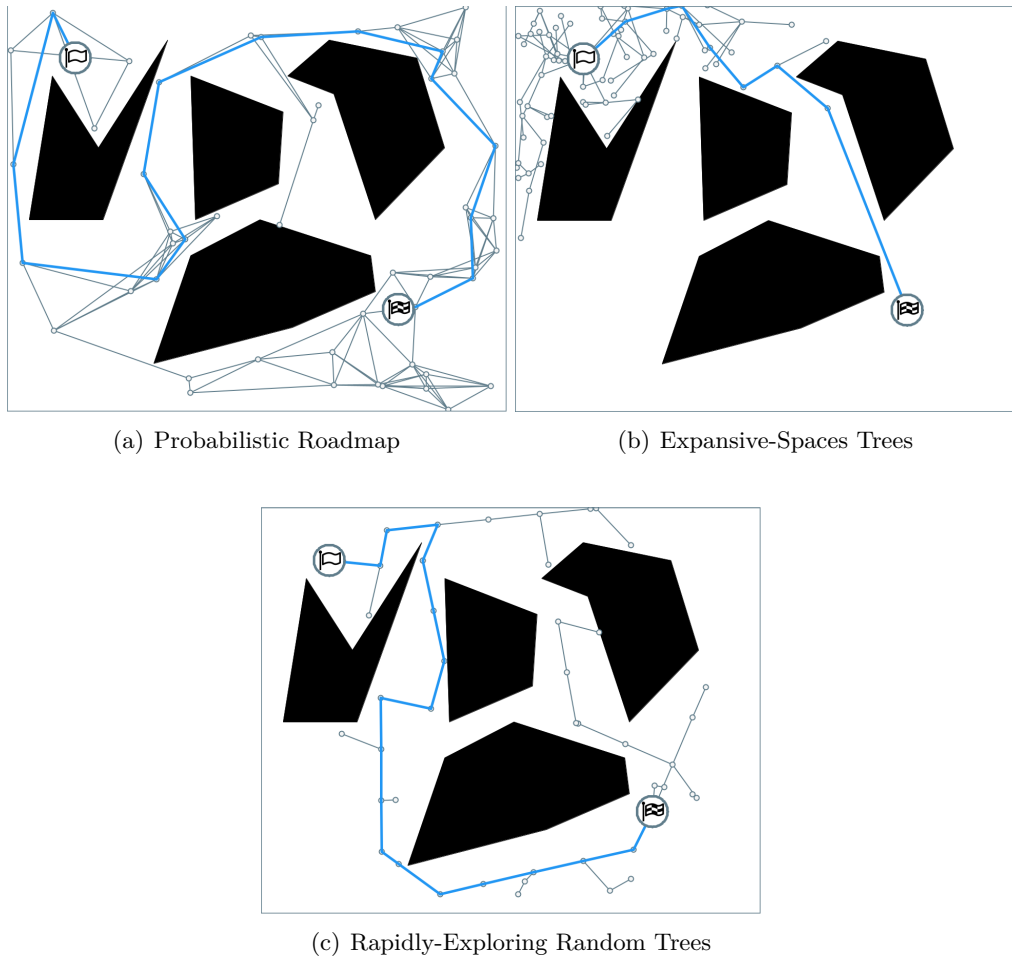 (a) Probabilistic Roadmap
(b) Expansive-Spaces Trees
(c) Rapidly-Exploring Random Trees